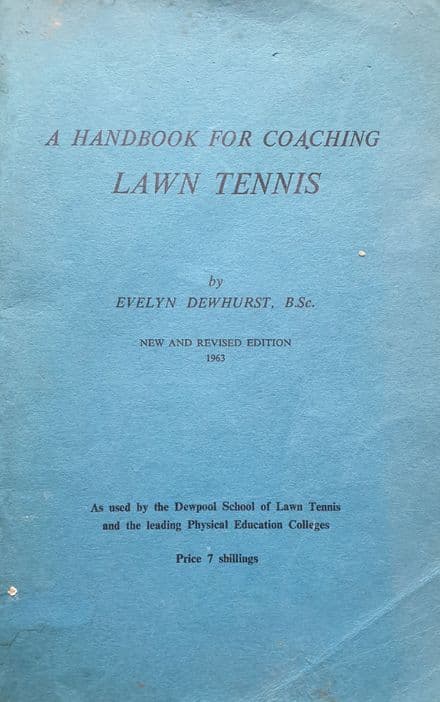 A HANDBOOK FOR COACHING
LAWN TENNIS
by
EVELYN DEWHURST, B.Sc.
NEW AND REVISED EDITION
1963
As used by the Dewpool School of Lawn Tennis
and the leading Physical Education Colleges
Price 7 shillings